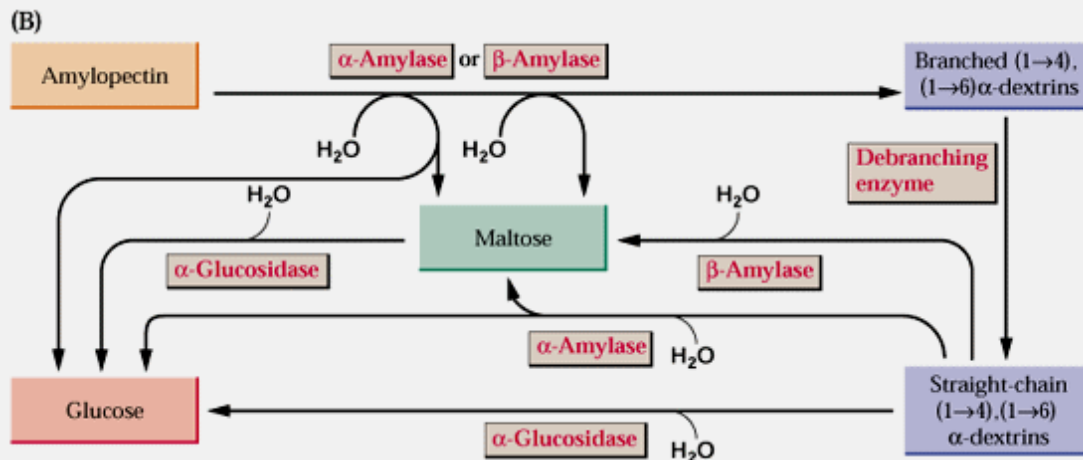 (B)
Amylopectin
α-Amylase or β-Amylase
Branched (1→4),
(1→6)α-dextrins
H₂O
H₂O
Debranching
enzyme
H₂O
Maltose
H₂O
α-Glucosidase
β-Amylase
α-Amylase
H₂O
Glucose
Straight-chain
(1→4),(1→6)
α-dextrins
α-Glucosidase
H₂O